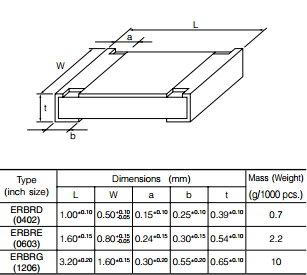 L
a
W
t
b
Type
(inch size)
Dimensions (mm)
Mass (Weight)
(g/1000 pcs.)
L W a b t
ERBRD
(0402)
1.00±0.10 0.50+0.10-0.05 0.15±0.10 0.25±0.10 0.39±0.10 0.7
ERBRE
(0603)
1.60±0.15 0.80+0.15-0.05 0.24±0.10 0.30±0.15 0.54±0.10 2.2
ERBRG
(1206)
3.20±0.20 1.60±0.15 0.30±0.20 0.55±0.20 0.65±0.10 10